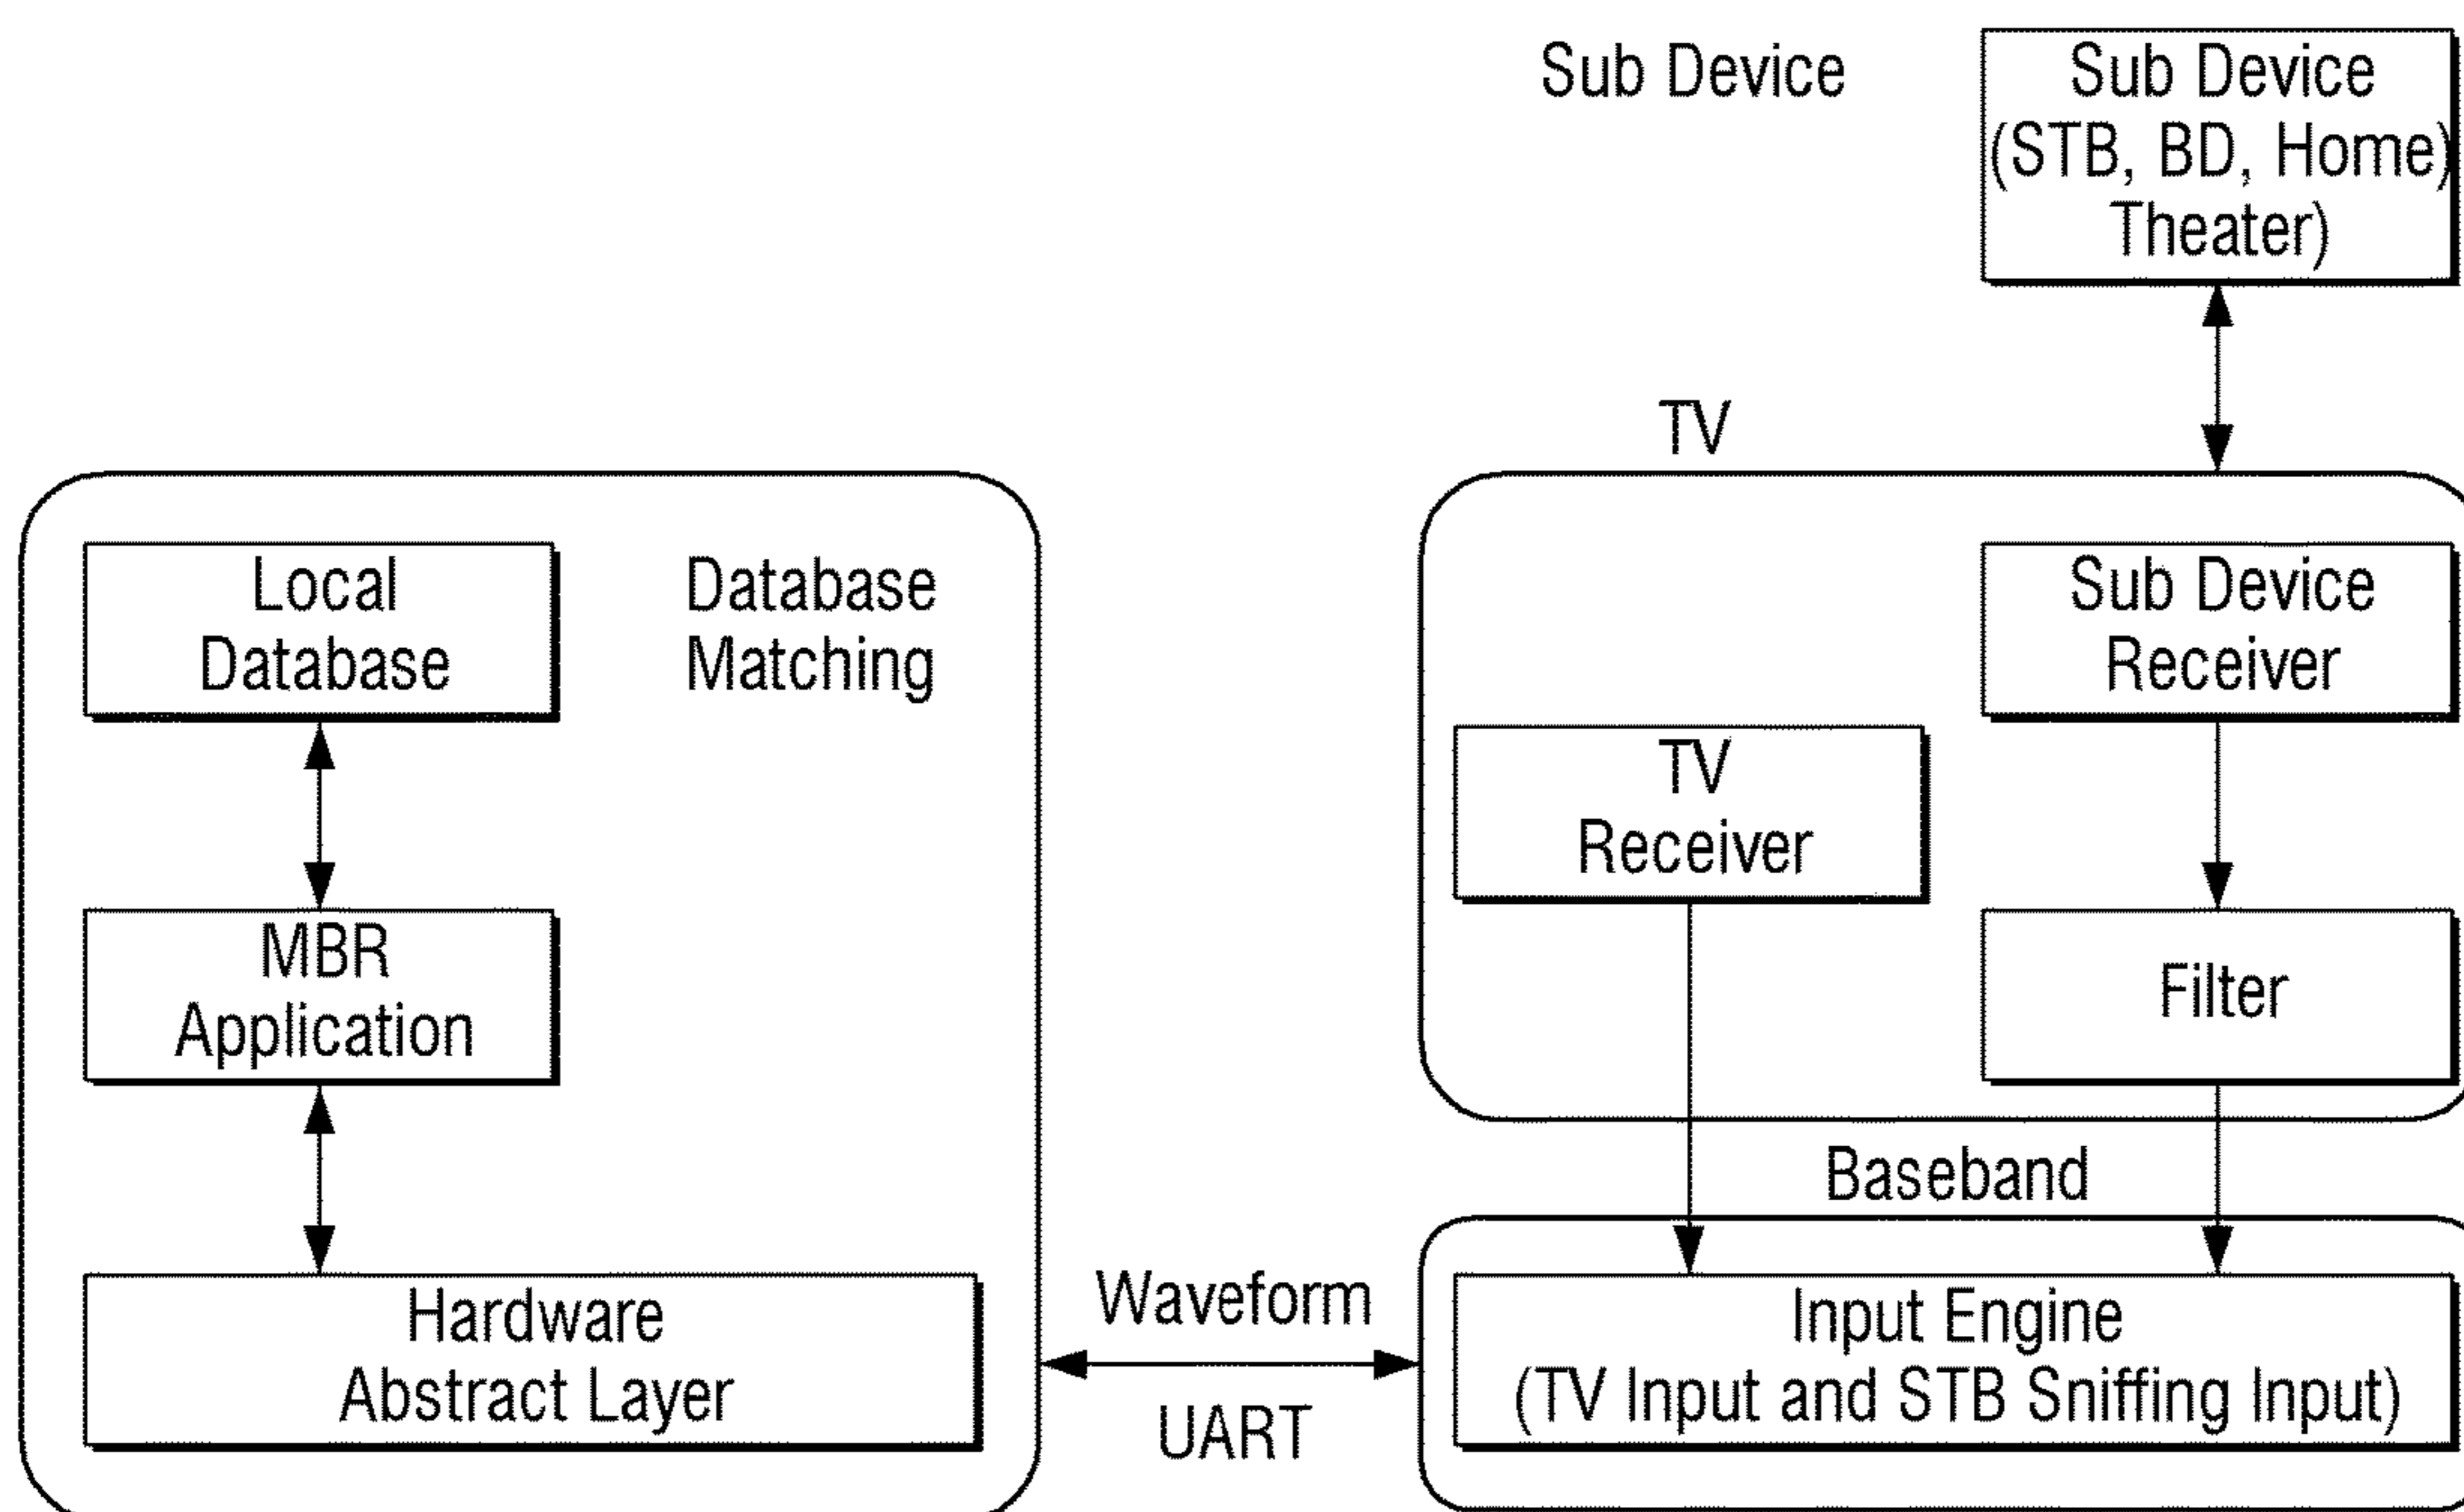 Sub Device
Sub Device
(STB, BD, Home)
Theater)
TV
Local
Database
Database
Matching
Sub Device
Receiver
TV
Receiver
MBR
Application
Filter
Baseband
Hardware
Abstract Layer
Waveform
UART
Input Engine
(TV Input and STB Sniffing Input)